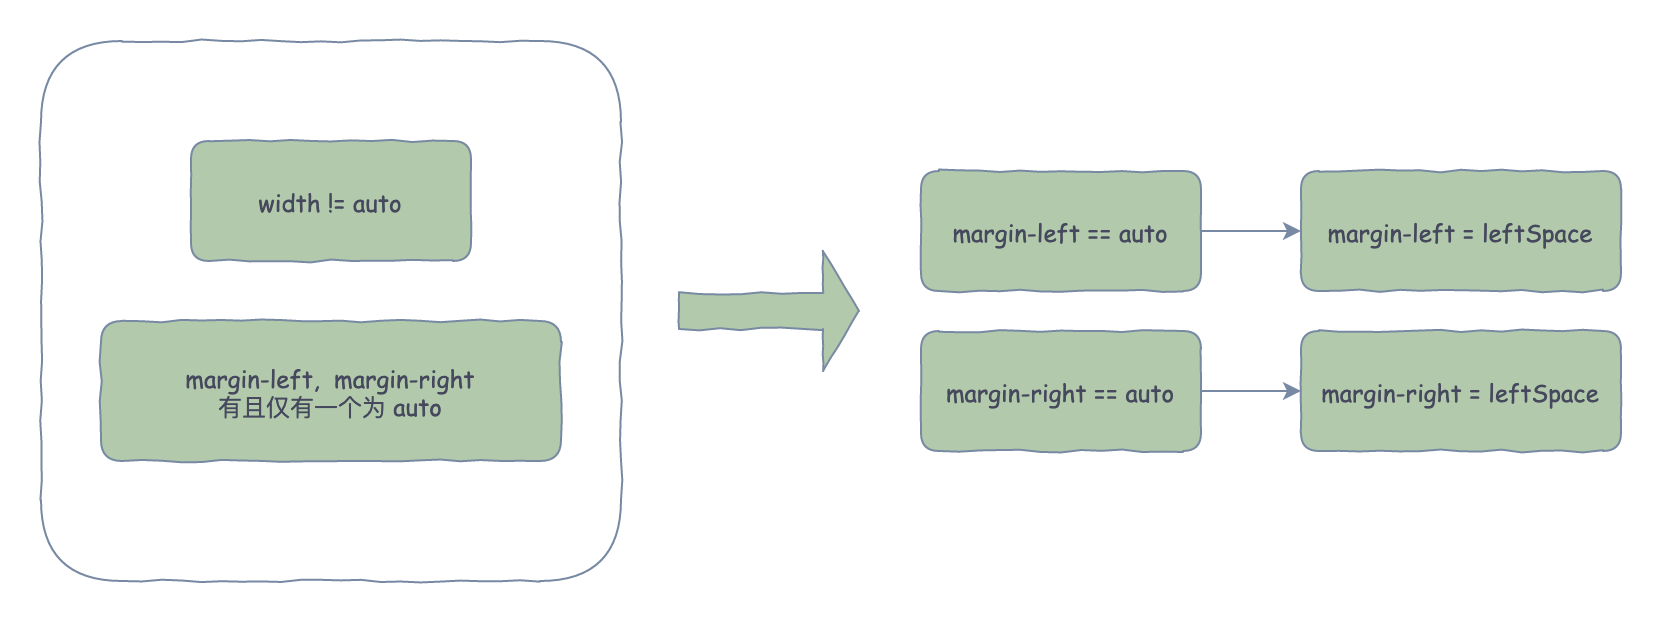 width != auto
margin-left, margin-right
有且仅有一个为 auto
margin-left == auto
margin-left = leftSpace
margin-right == auto
margin-right = leftSpace